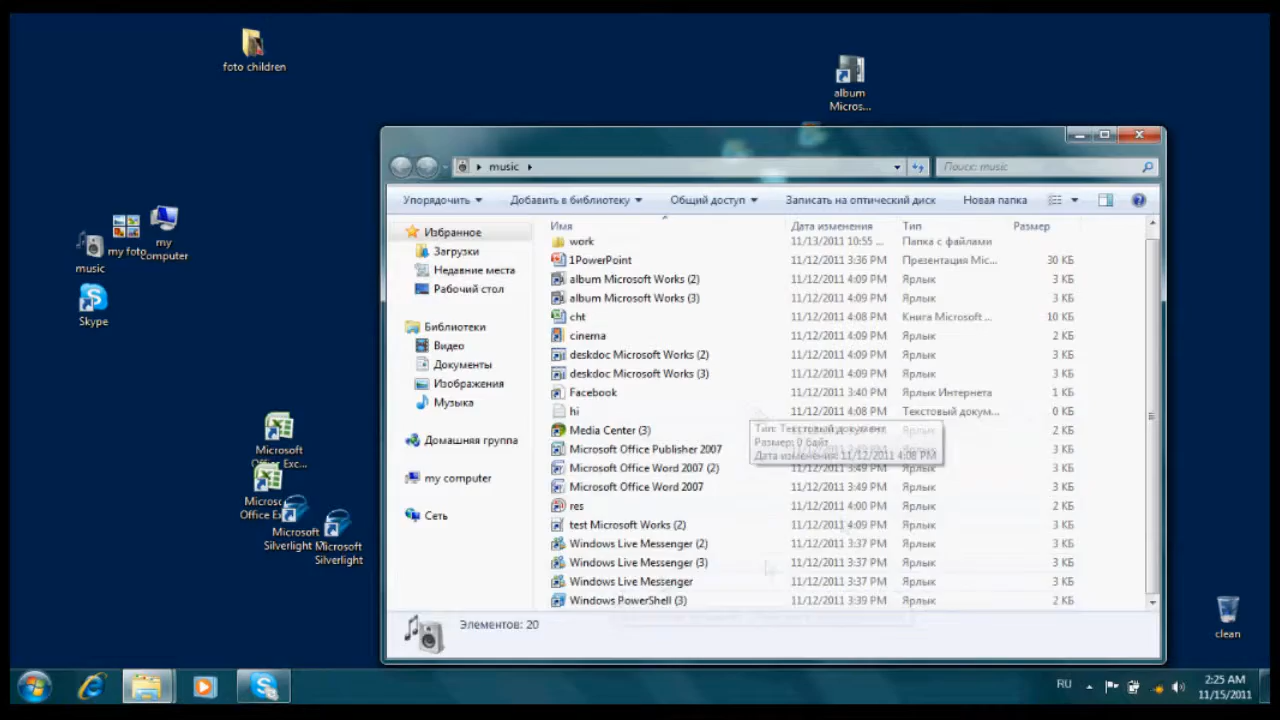 foto children
album
Micros...
music
Поиск: music
Упорядочить
Добавить в библиотеку
Общий доступ
Записать на оптический диск
Новая папка
Имя
Дата изменения
Тип
Размер
work 11/13/2011 10:55 ... Папка с файлами
1PowerPoint 11/12/2011 3:36 PM Презентация Mic... 30 КБ
album Microsoft Works (2) 11/12/2011 4:09 PM Ярлык 3 КБ
album Microsoft Works (3) 11/12/2011 4:09 PM Ярлык 3 КБ
cht 11/12/2011 4:08 PM Книга Microsoft ... 10 КБ
cinema 11/12/2011 4:09 PM Ярлык 2 КБ
deskdoc Microsoft Works (2) 11/12/2011 4:09 PM Ярлык 3 КБ
deskdoc Microsoft Works (3) 11/12/2011 4:09 PM Ярлык 3 КБ
Facebook 11/12/2011 3:40 PM Ярлык Интернета 1 КБ
hi 11/12/2011 4:08 PM Текстовый докум... 0 КБ
Media Center (3) Ярлык 2 КБ
Microsoft Office Publisher 2007 Ярлык 3 КБ
Microsoft Office Word 2007 (2) 11/12/2011 3:49 PM Ярлык 3 КБ
Microsoft Office Word 2007 11/12/2011 3:49 PM Ярлык 3 КБ
res 11/12/2011 4:00 PM Ярлык 2 КБ
test Microsoft Works (2) 11/12/2011 4:09 PM Ярлык 3 КБ
Windows Live Messenger (2) 11/12/2011 3:37 PM Ярлык 3 КБ
Windows Live Messenger (3) 11/12/2011 3:37 PM Ярлык 3 КБ
Windows Live Messenger 11/12/2011 3:37 PM Ярлык 3 КБ
Windows PowerShell (3) 11/12/2011 3:39 PM Ярлык 2 КБ
Тип: Текстовый документ
Размер: 0 байт
Дата изменения: 11/12/2011 4:08 PM
Избранное
Загрузки
Недавние места
Рабочий стол
Библиотеки
Видео
Документы
Изображения
Музыка
Домашняя группа
my computer
Сеть
Элементов: 20
music
my foto
my
computer
Skype
Microsoft
Office Exc...
Office
Microsoft
Silverlight
Microsoft
Silverlight
clean
RU
2:25 AM
11/15/2011